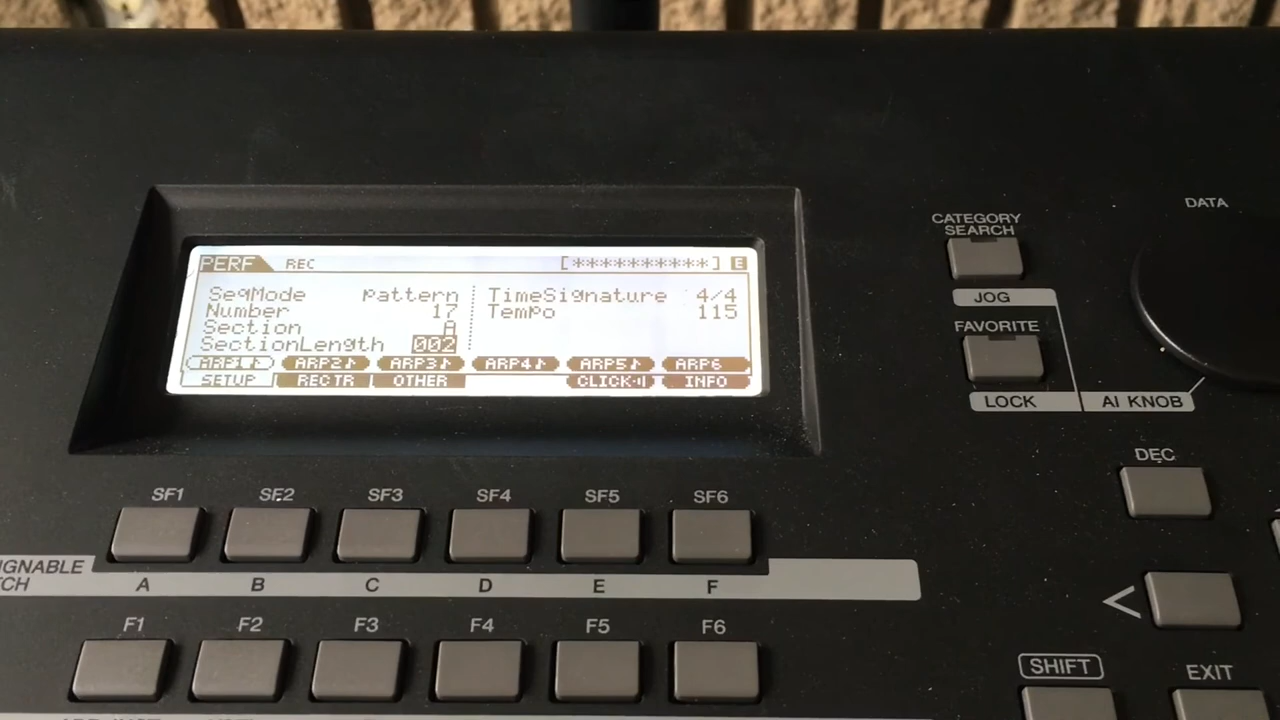 PERF REC [**********] E
SeqMode pattern TimeSignature 4/4
Number 17 Tempo 115
Section A
SectionLength 002
ARP1♪ ARP2♪ ARP3♪ ARP4♪ ARP5♪ ARP6
SETUP RECTR OTHER CLICK INFO
DATA
CATEGORY
SEARCH
JOG
FAVORITE
LOCK AI KNOB
DEC
SF1 SF2 SF3 SF4 SF5 SF6
A B C D E F
<
F1 F2 F3 F4 F5 F6
SHIFT EXIT